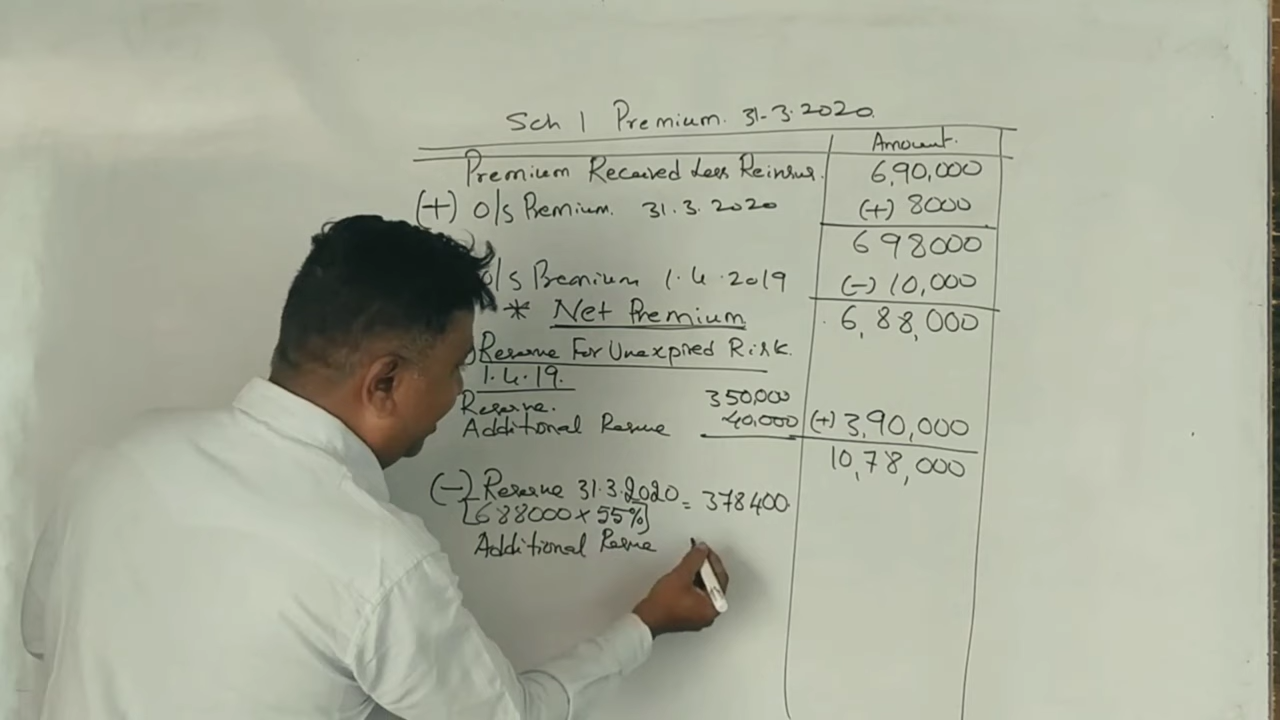 Sch 1 Premium. 31-3.2020.
Amount.
Premium Received Less Reinsur. 6,90,000
(+) O/s Premium. 31.3.2020 (+) 8000
698000
O/s Premium 1.4.2019 (-) 10,000
* Net Premium 6,88,000
Reserve For Unexpired Risk.
1.4.19.
Reserve. 350,000
Additional Reserve 40,000 (+) 3,90,000
10,78,000
(-) Reserve 31.3.2020 = 378400
[688000 x 55%]
Additional Reserve